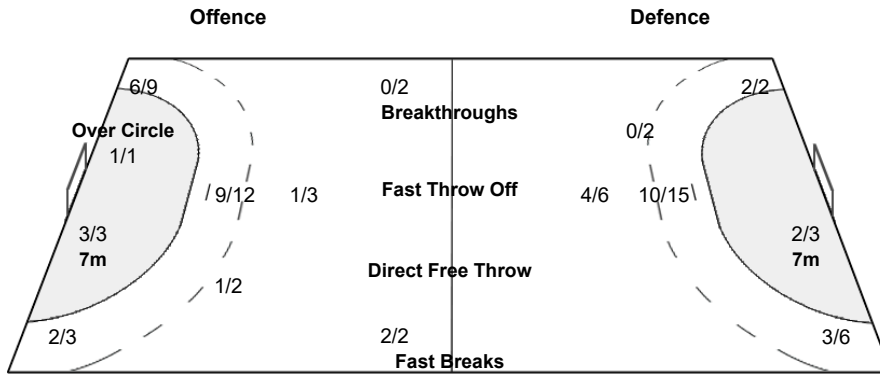 Offence Defence
6/9 0/2 2/2
Breakthroughs
Over Circle 0/2
1/1
9/12 1/3 Fast Throw Off 4/6 10/15
3/3 2/3
7m 7m
Direct Free Throw
1/2
2/3 2/2 3/6
Fast Breaks